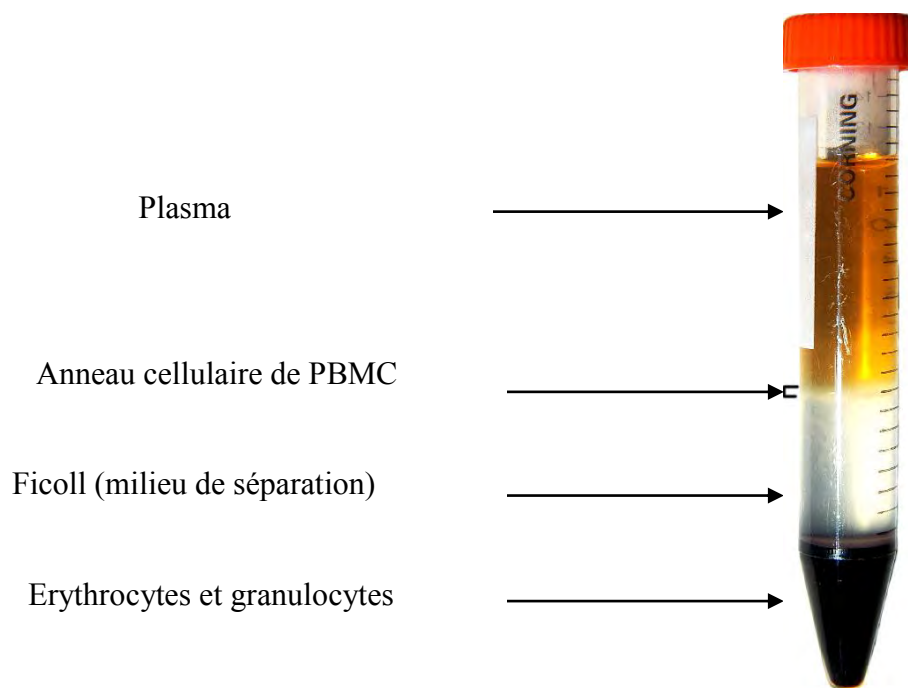 CORNING
Plasma
Anneau cellulaire de PBMC
Ficoll (milieu de séparation)
Erythrocytes et granulocytes